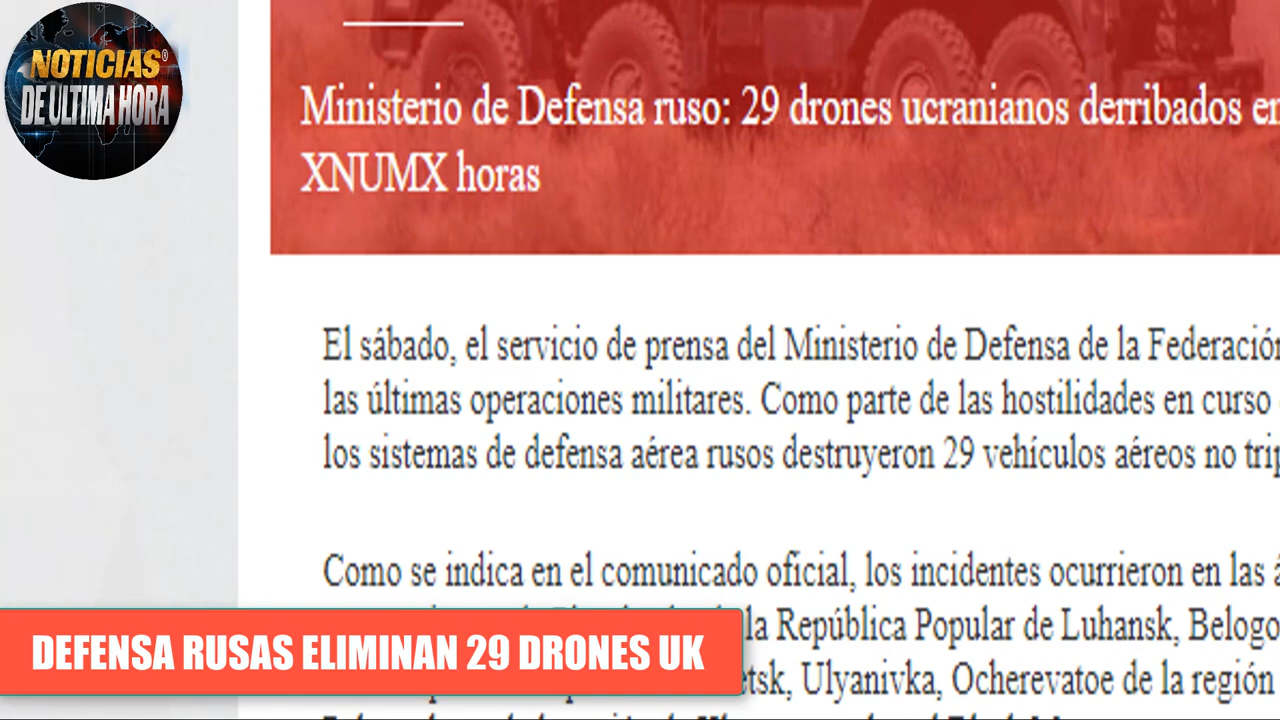 NOTICIAS®
DE ULTIMA HORA
Ministerio de Defensa ruso: 29 drones ucranianos derribados en
XNUMX horas
El sábado, el servicio de prensa del Ministerio de Defensa de la Federación
las últimas operaciones militares. Como parte de las hostilidades en curso
los sistemas de defensa aérea rusos destruyeron 29 vehículos aéreos no trip
Como se indica en el comunicado oficial, los incidentes ocurrieron en las á
la República Popular de Luhansk, Belogo
etsk, Ulyanivka, Ocherevatoe de la región
DEFENSA RUSAS ELIMINAN 29 DRONES UK